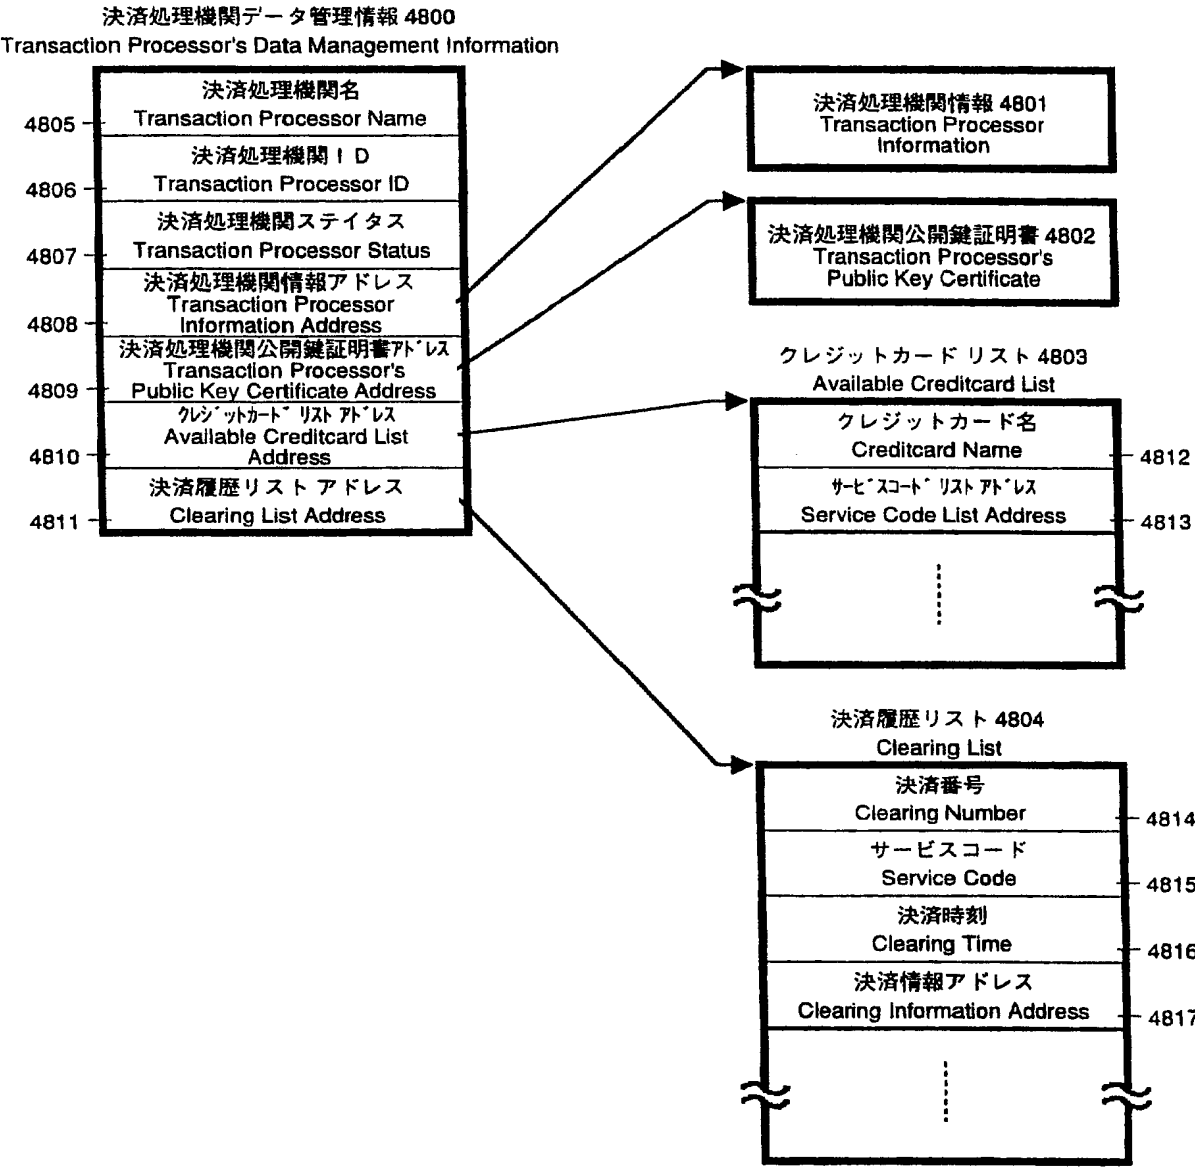 決済処理機関データ管理情報 4800
Transaction Processor's Data Management Information
決済処理機関名
Transaction Processor Name
4805
決済処理機関ID
Transaction Processor ID
4806
決済処理機関ステイタス
Transaction Processor Status
4807
決済処理機関情報アドレス
Transaction Processor
Information Address
4808
決済処理機関公開鍵証明書ｱﾄﾞﾚｽ
Transaction Processor's
Public Key Certificate Address
4809
ｸﾚｼﾞｯﾄｶｰﾄﾞ ﾘｽﾄ ｱﾄﾞﾚｽ
Available Creditcard List
Address
4810
決済履歴リスト アドレス
Clearing List Address
4811
決済処理機関情報 4801
Transaction Processor
Information
決済処理機関公開鍵証明書 4802
Transaction Processor's
Public Key Certificate
クレジットカード リスト 4803
Available Creditcard List
クレジットカード名
Creditcard Name
4812
ｻｰﾋﾞｽｺｰﾄﾞ ﾘｽﾄ ｱﾄﾞﾚｽ
Service Code List Address
4813
決済履歴リスト 4804
Clearing List
決済番号
Clearing Number
4814
サービスコード
Service Code
4815
決済時刻
Clearing Time
4816
決済情報アドレス
Clearing Information Address
4817